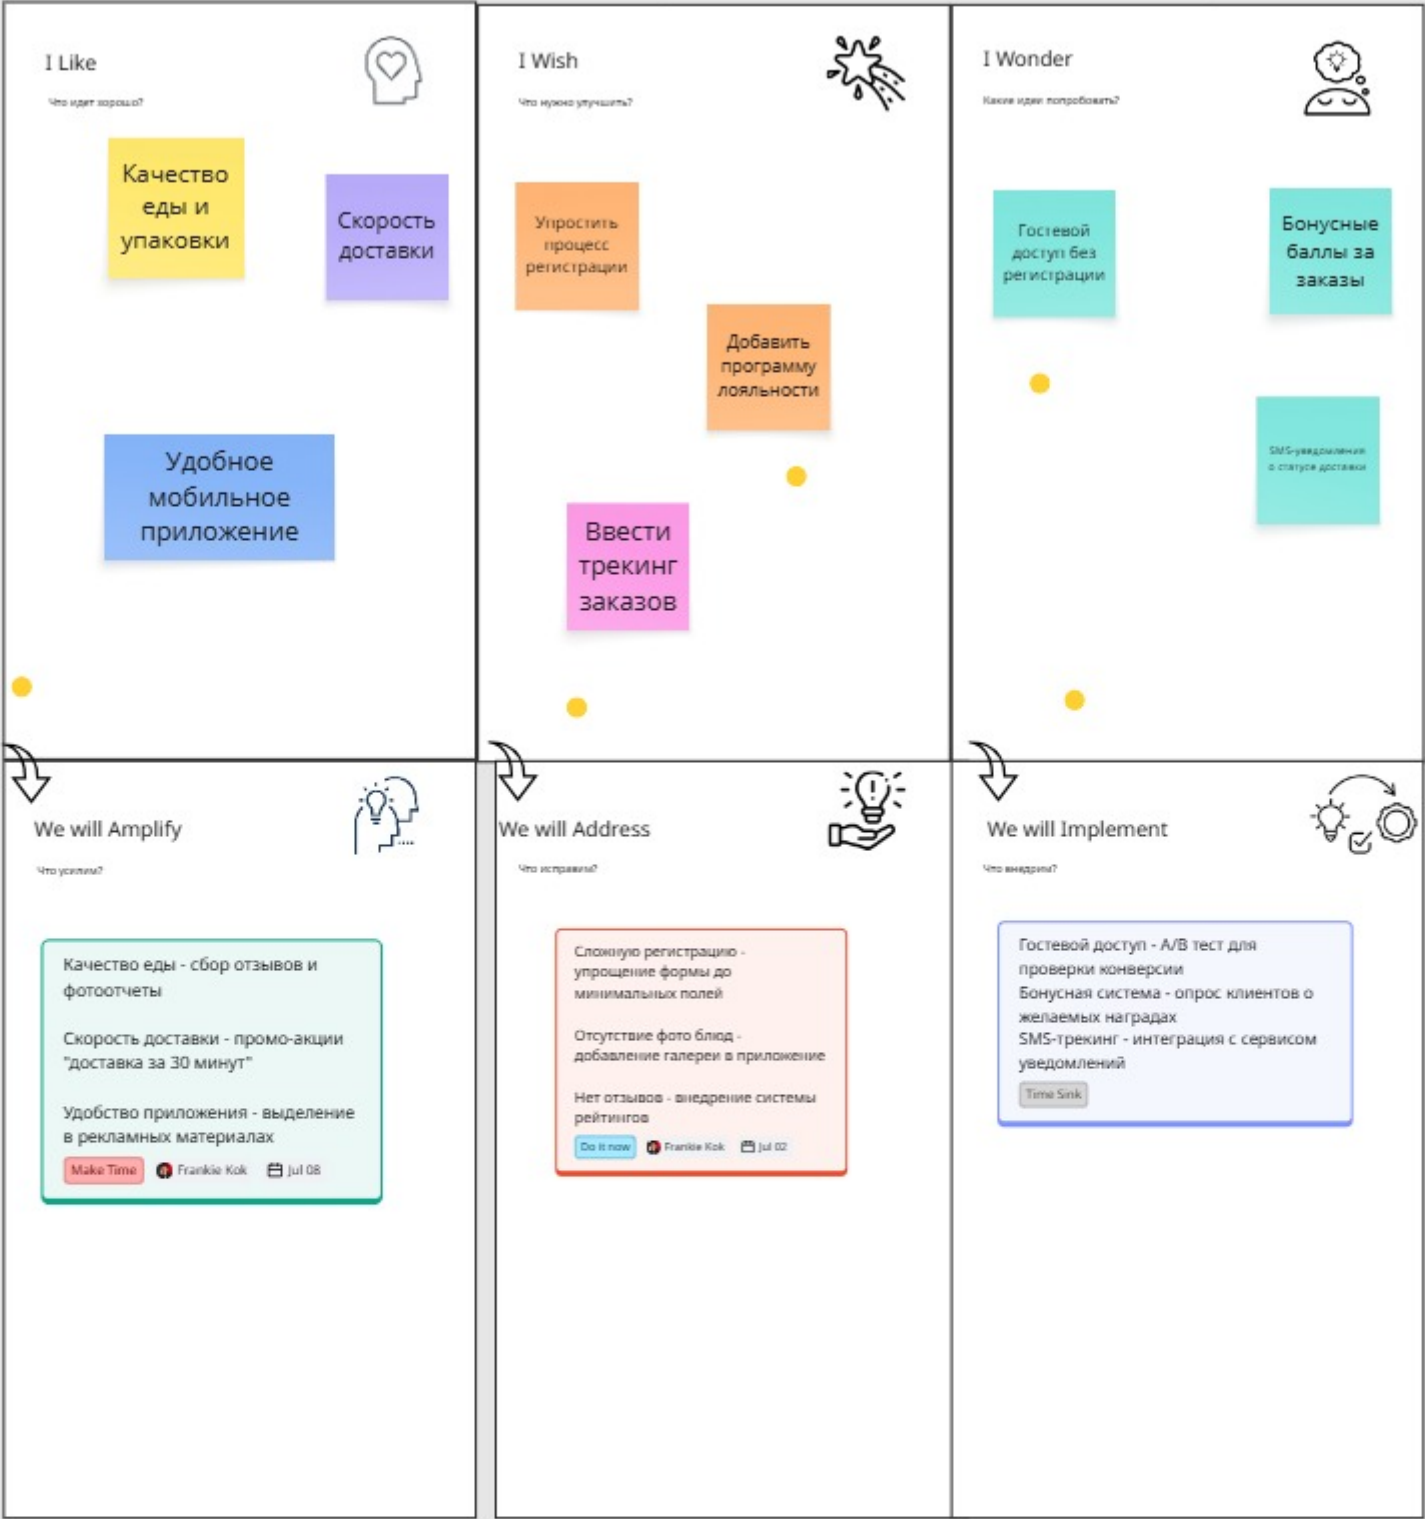 I Like
Что идет хорошо?
Качество
еды и
упаковки
Скорость
доставки
Удобное
мобильное
приложение
I Wish
Что нужно улучшить?
Упростить
процесс
регистрации
Добавить
программу
лояльности
Ввести
трекинг
заказов
I Wonder
Какие идеи попробовать?
Гостевой
доступ без
регистрации
Бонусные
баллы за
заказы
SMS-уведомления
о статусе доставки
We will Amplify
Что усилим?
Качество еды - сбор отзывов и
фотоотчеты
Скорость доставки - промо-акции
"доставка за 30 минут"
Удобство приложения - выделение
в рекламных материалах
Make Time
Frankie Kok
Jul 08
We will Address
Что исправим?
Сложную регистрацию -
упрощение формы до
минимальных полей
Отсутствие фото блюд -
добавление галереи в приложение
Нет отзывов - внедрение системы
рейтингов
Do it now
Frankie Kok
Jul 02
We will Implement
Что внедрим?
Гостевой доступ - A/B тест для
проверки конверсии
Бонусная система - опрос клиентов о
желаемых наградах
SMS-трекинг - интеграция с сервисом
уведомлений
Time Sink